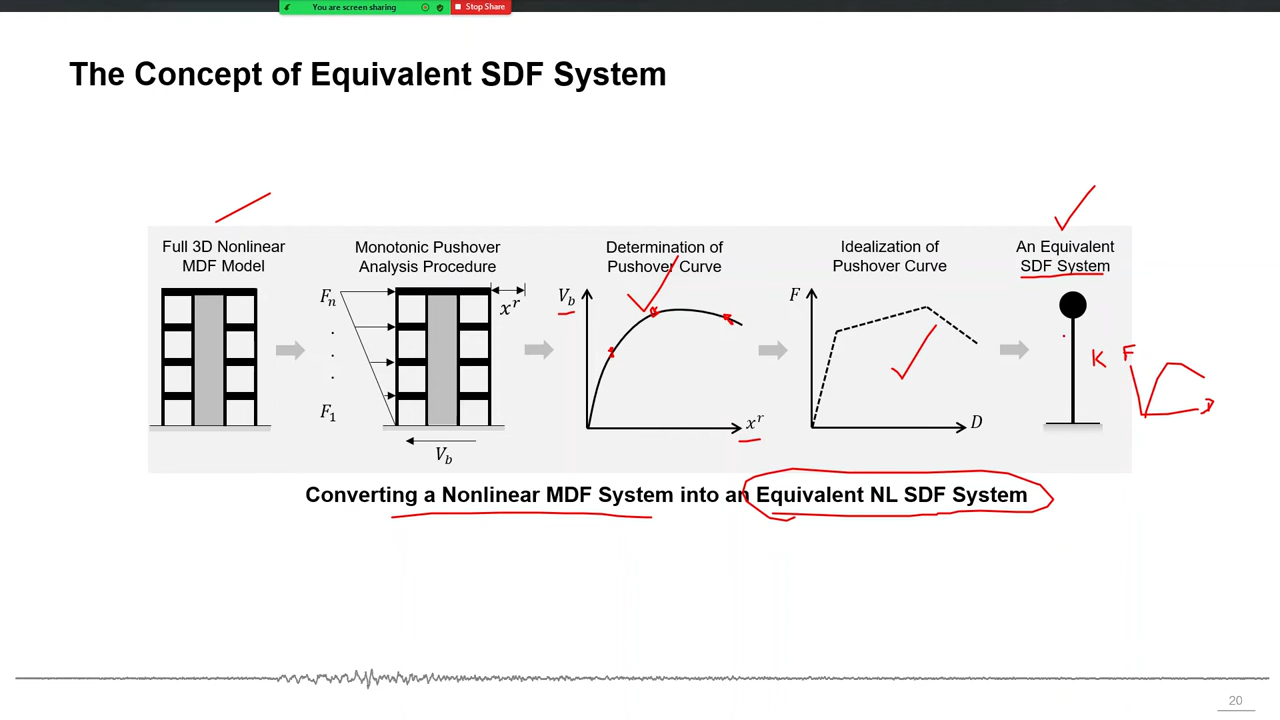 You are screen sharing
Stop Share
The Concept of Equivalent SDF System
Full 3D Nonlinear
MDF Model
Monotonic Pushover
Analysis Procedure
Determination of
Pushover Curve
Idealization of
Pushover Curve
An Equivalent
SDF System
Fₙ
.
.
.
F₁
xʳ
V_b
V_b
xʳ
F
D
K
F
D
Converting a Nonlinear MDF System into an Equivalent NL SDF System
20